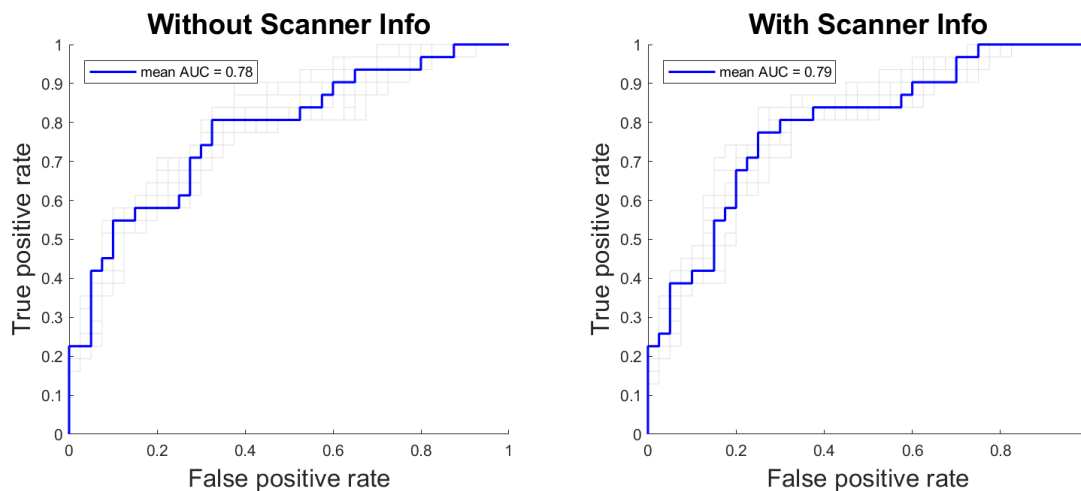 Without Scanner Info
mean AUC = 0.78
True positive rate
1
0.9
0.8
0.7
0.6
0.5
0.4
0.3
0.2
0.1
0
0 0.2 0.4 0.6 0.8 1
False positive rate
With Scanner Info
mean AUC = 0.79
True positive rate
1
0.9
0.8
0.7
0.6
0.5
0.4
0.3
0.2
0.1
0
0 0.2 0.4 0.6 0.8
False positive rate